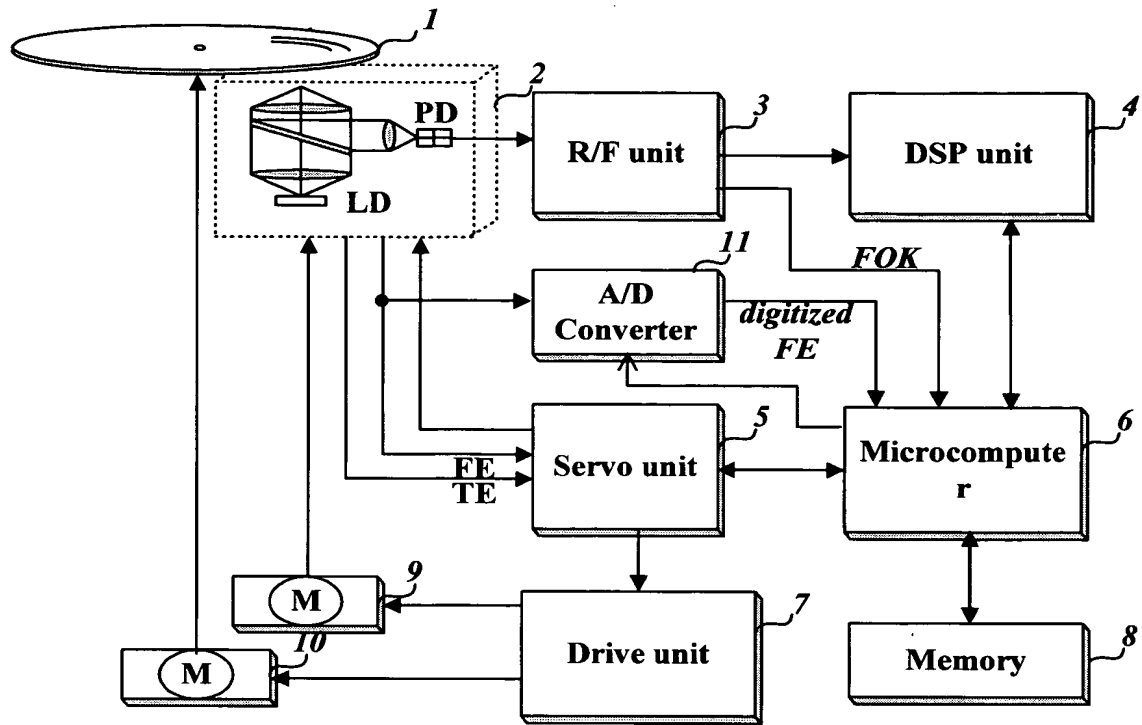 1
2
PD
LD
3
R/F unit
4
DSP unit
FOK
11
A/D
Converter
digitized
FE
5
Servo unit
FE
TE
6
Microcompute
r
9
M
10
M
7
Drive unit
8
Memory